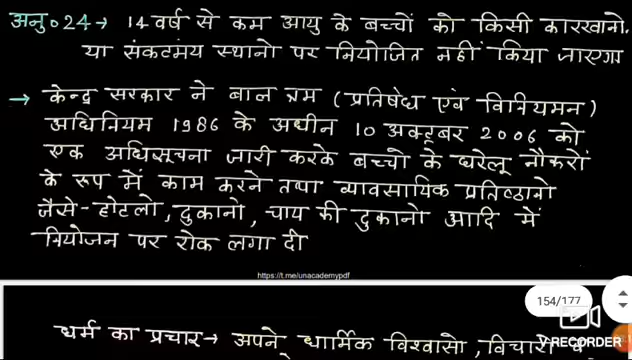 अनु० 24 → 14 वर्ष से कम आयु के बच्चों को किसी कारखानो
या संकटमय स्थानो पर नियोजित नहीं किया जाएगा
→ केन्द्र सरकार ने बाल श्रम (प्रतिषेध एवं विनियमन)
अधिनियम 1986 के अधीन 10 अक्टूबर 2006 को
एक अधिसूचना जारी करके बच्चो के घरेलू नौकरों
के रूप में काम करने तथा व्यावसायिक प्रतिष्ठानो
जैसे - होटलो, दुकानो, चाय की दुकानो आदि में
नियोजन पर रोक लगा दी
https://t.me/unacademypdf
154/177
RECORDER
धर्म का प्रचार → अपने धार्मिक विश्वासो, विचारो